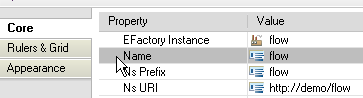 Property Value
Core
EFactory Instance flow
Rulers & Grid
Name flow
Appearance
Ns Prefix flow
Ns URI http://demo/flow